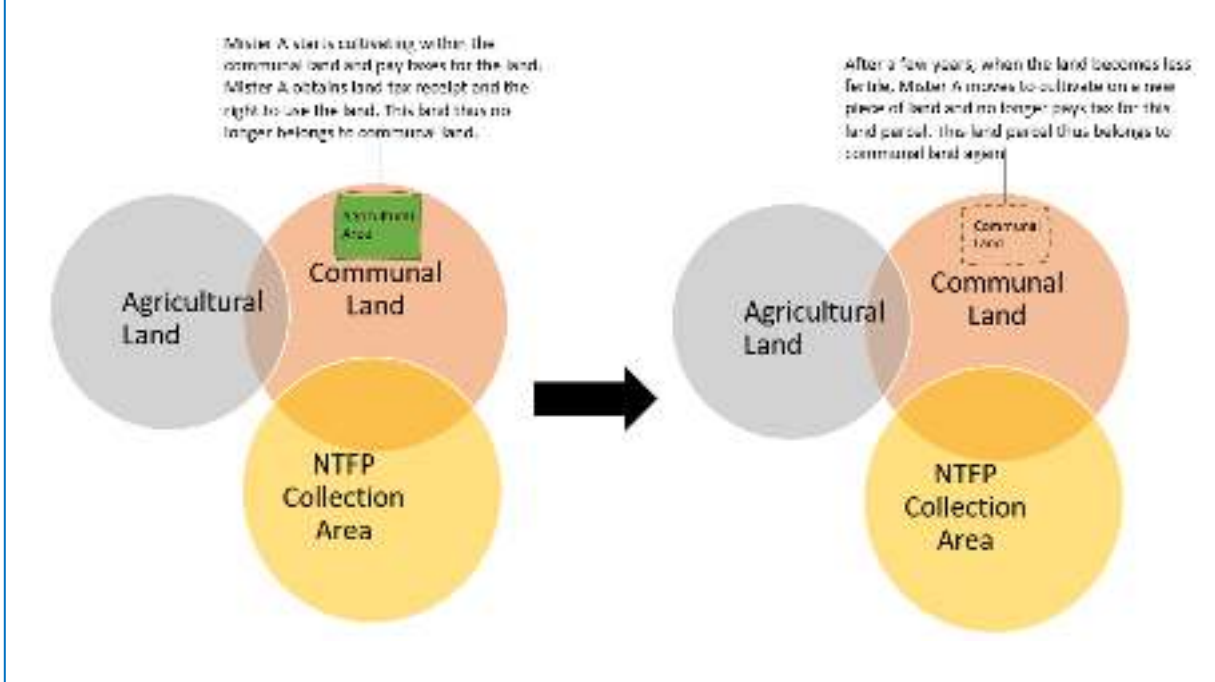 Mister A starts cultivating within the
communal land and pay taxes for the land.
Mister A obtains land tax receipt and the
right to use the land. This land thus no
longer belongs to communal land.
After a few years, when the land becomes less
fertile, Mister A moves to cultivate on a new
piece of land and no longer pays tax for this
land parcel. This land parcel thus belongs to
communal land again
Agricultural
Area
Communal
Land
Agricultural
Land
NTFP
Collection
Area
Communal
Land
Communal
Land
Agricultural
Land
NTFP
Collection
Area